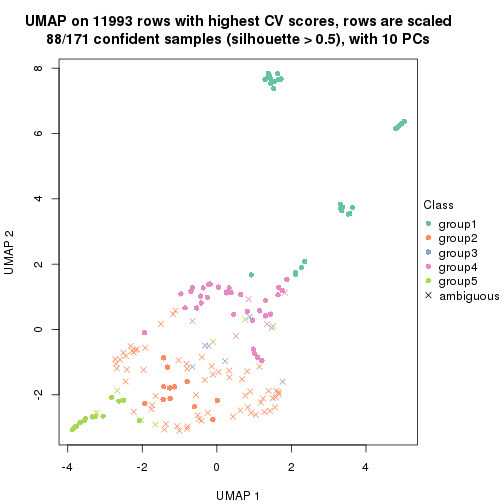 UMAP on 11993 rows with highest CV scores, rows are scaled
88/171 confident samples (silhouette > 0.5), with 10 PCs
8
6
4
2
0
-2
-4
-2
0
2
4
UMAP 1
UMAP 2
Class
group1
group2
group3
group4
group5
ambiguous